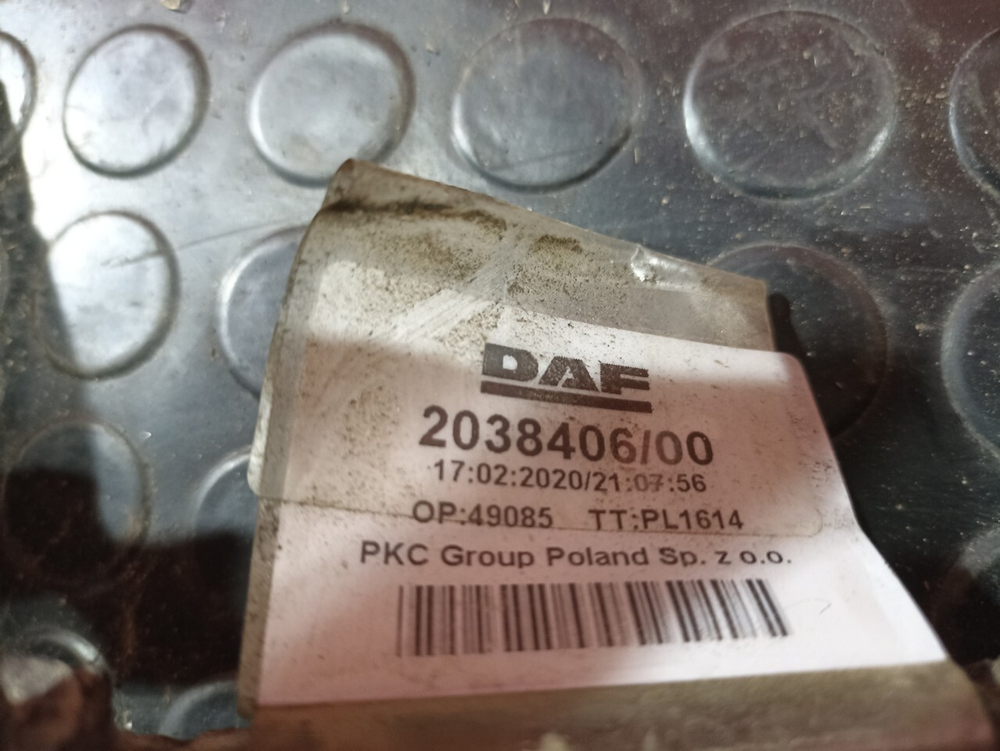 DAF
2038406/00
17:02:2020/21:07:56
OP:49085 TT:PL1614
PKC Group Poland Sp. z o.o.